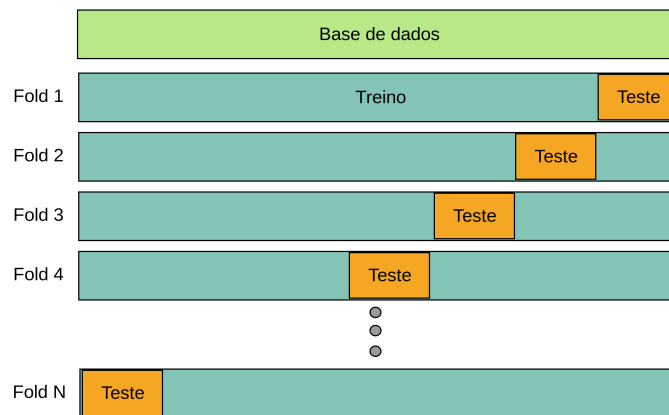 Base de dados
Fold 1 Treino Teste
Fold 2 Teste
Fold 3 Teste
Fold 4 Teste
Fold N Teste